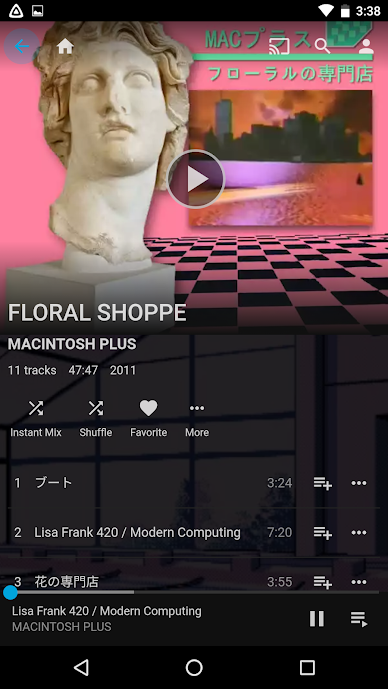 3:38
MACプラス
フローラルの専門店
FLORAL SHOPPE
MACINTOSH PLUS
11 tracks 47:47 2011
Instant Mix Shuffle Favorite More
1 ブート 3:24
2 Lisa Frank 420 / Modern Computing 7:20
3 花の専門店 3:55
Lisa Frank 420 / Modern Computing
MACINTOSH PLUS